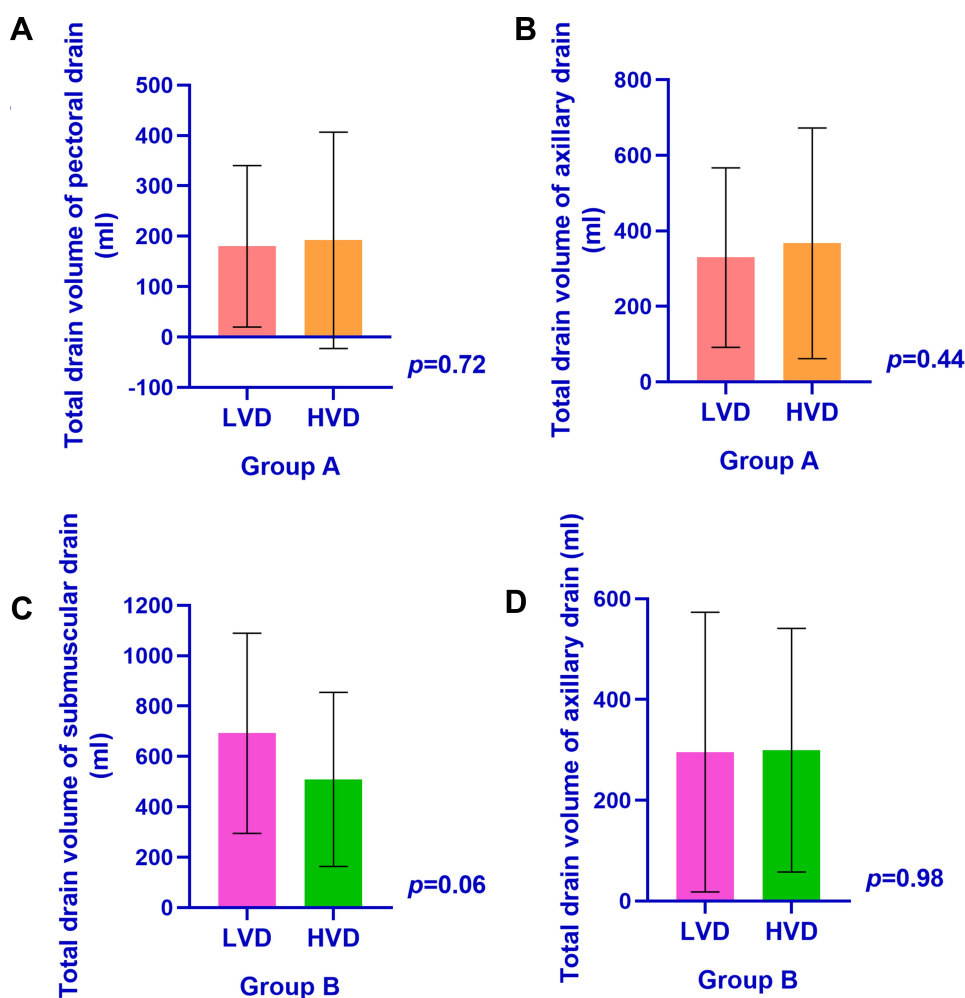 A
Total drain volume of pectoral drain
(ml)
500
400
300
200
100
0
-100
LVD
HVD
Group A
p=0.72
B
Total drain volume of axillary drain
(ml)
800
600
400
200
0
LVD
HVD
Group A
p=0.44
C
Total drain volume of submuscular drain
(ml)
1200
1000
800
600
400
200
0
LVD
HVD
Group B
p=0.06
D
Total drain volume of axillary drain (ml)
600
400
200
0
LVD
HVD
Group B
p=0.98